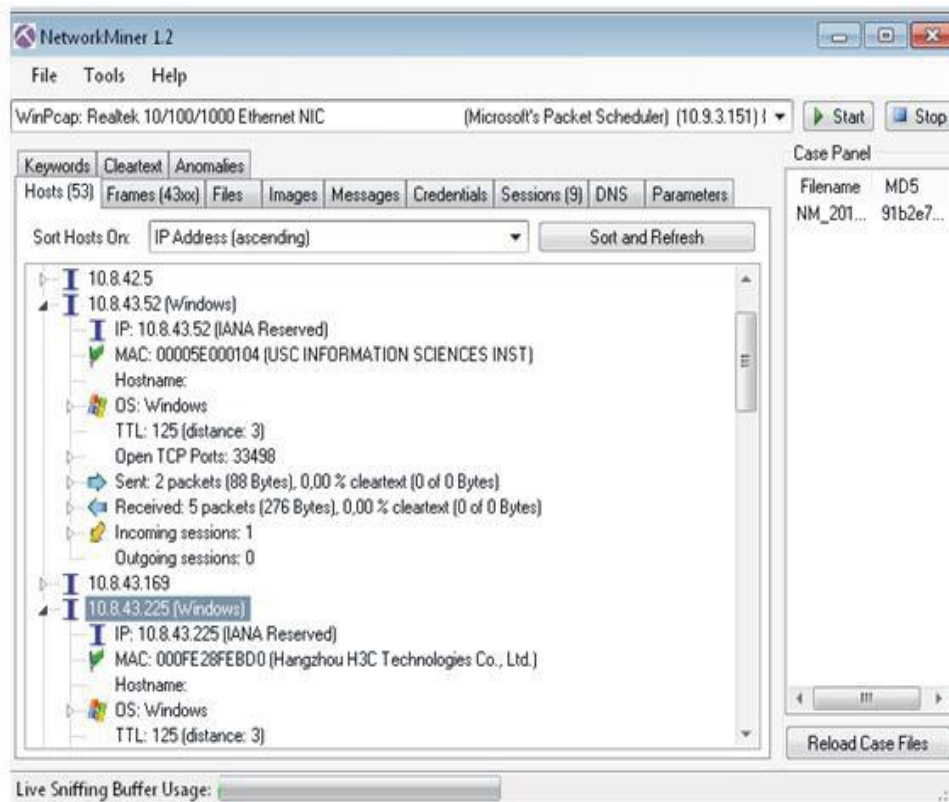 NetworkMiner 1.2
File Tools Help
WinPcap: Realtek 10/100/1000 Ethernet NIC (Microsoft's Packet Scheduler) (10.9.3.151) (
Start
Stop
Keywords Cleartext Anomalies
Hosts (53) Frames (43xx) Files Images Messages Credentials Sessions (9) DNS Parameters
Sort Hosts On: IP Address (ascending) Sort and Refresh
10.8.42.5
10.8.43.52 (Windows)
IP: 10.8.43.52 (IANA Reserved)
MAC: 00005E000104 (USC INFORMATION SCIENCES INST)
Hostname:
OS: Windows
TTL: 125 (distance: 3)
Open TCP Ports: 33498
Sent: 2 packets (88 Bytes), 0,00 % cleartext (0 of 0 Bytes)
Received: 5 packets (276 Bytes), 0,00 % cleartext (0 of 0 Bytes)
Incoming sessions: 1
Outgoing sessions: 0
10.8.43.169
10.8.43.225 (Windows)
IP: 10.8.43.225 (IANA Reserved)
MAC: 000FE28FEBD0 (Hangzhou H3C Technologies Co., Ltd.)
Hostname:
OS: Windows
TTL: 125 (distance: 3)
Case Panel
Filename MD5
NM_201... 91b2e7...
Reload Case Files
Live Sniffing Buffer Usage: